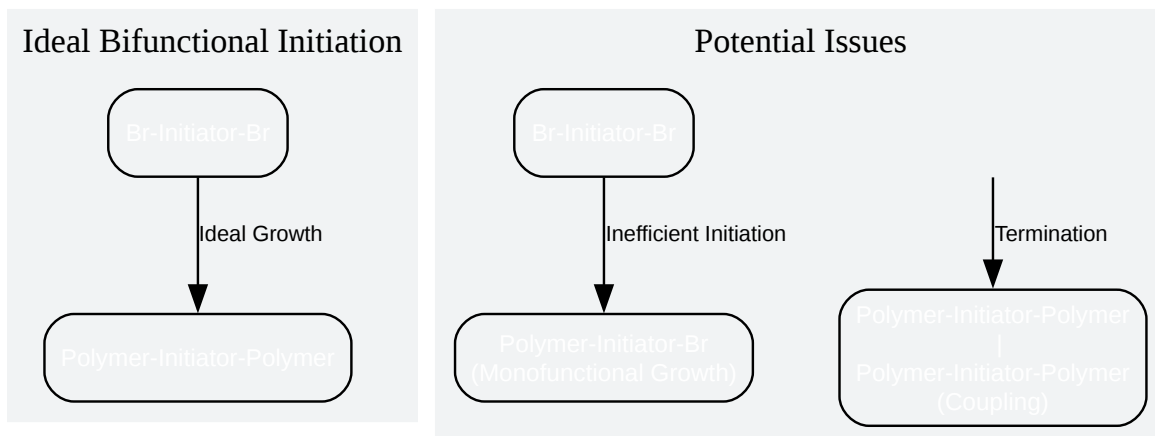 Ideal Bifunctional Initiation
Br-Initiator-Br
Ideal Growth
Polymer-Initiator-Polymer
Potential Issues
Br-Initiator-Br
Inefficient Initiation
Polymer-Initiator-Br
(Monofunctional Growth)
Termination
Polymer-Initiator-Polymer
|
Polymer-Initiator-Polymer
(Coupling)